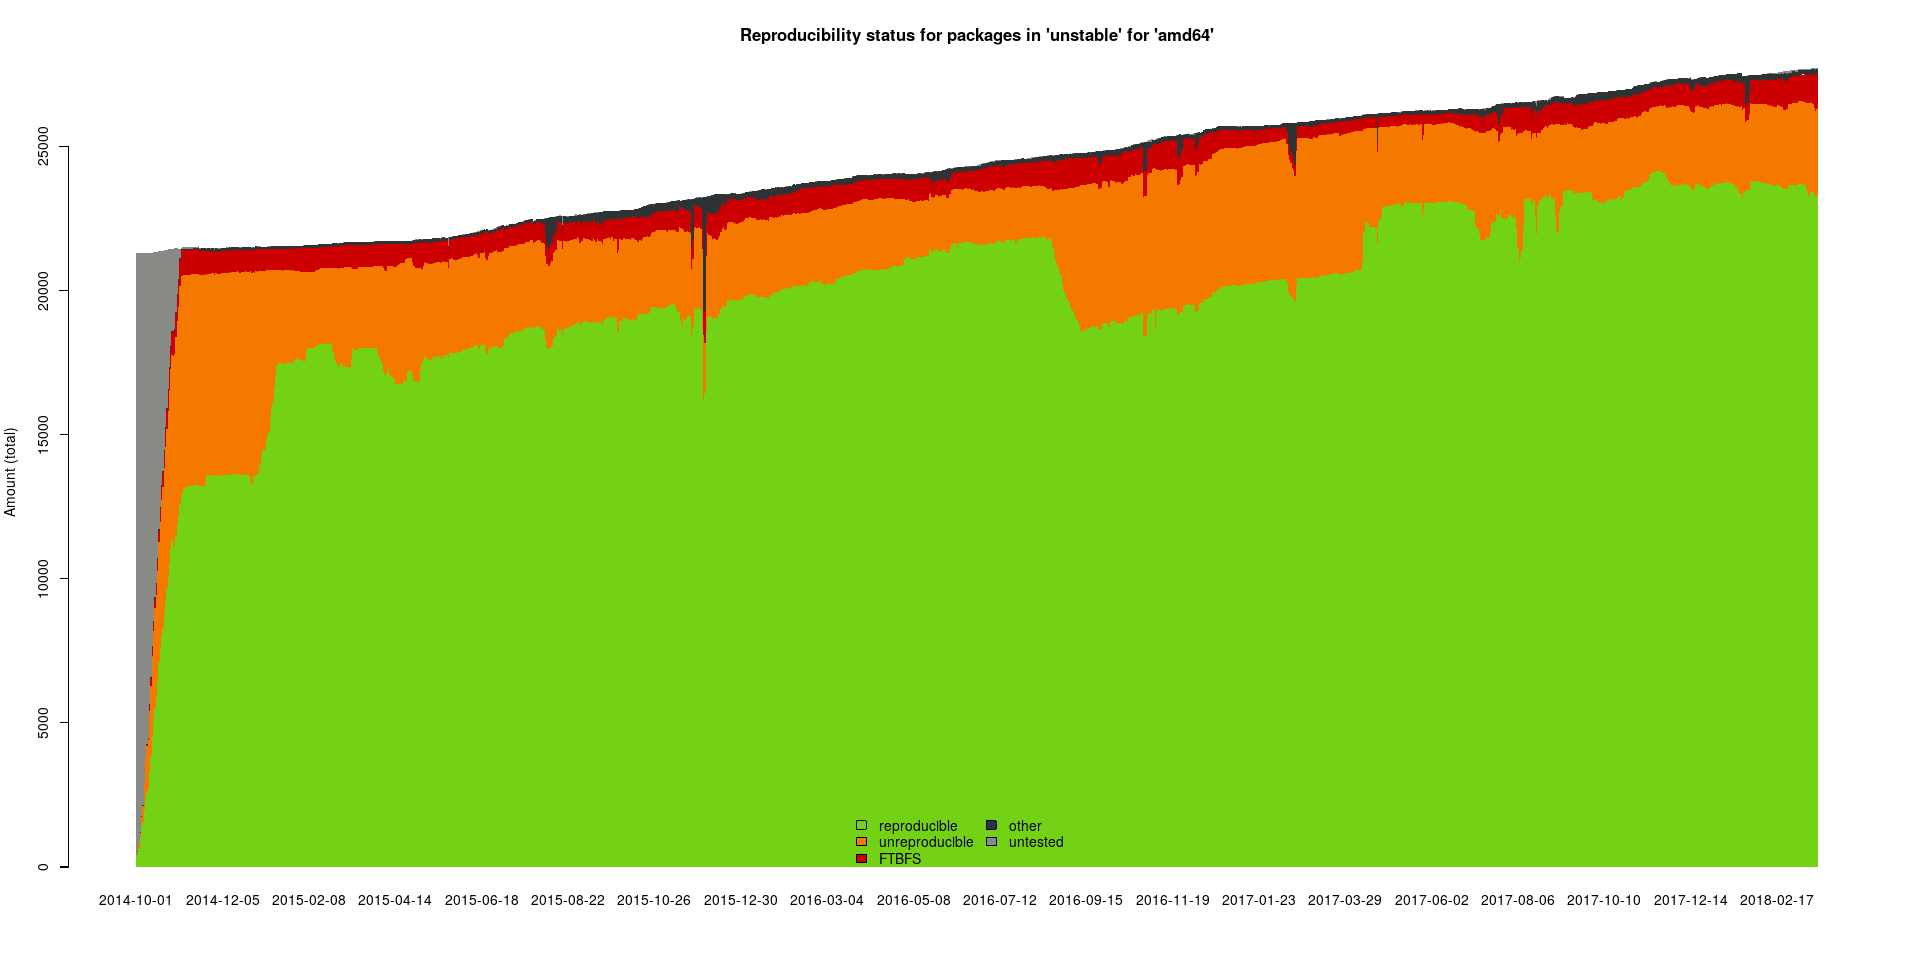 Reproducibility status for packages in 'unstable' for 'amd64'
Amount (total)
25000
20000
15000
10000
5000
0
reproducible
unreproducible
FTBFS
other
untested
2014-10-01 2014-12-05 2015-02-08 2015-04-14 2015-06-18 2015-08-22 2015-10-26 2015-12-30 2016-03-04 2016-05-08 2016-07-12 2016-09-15 2016-11-19 2017-01-23 2017-03-29 2017-06-02 2017-08-06 2017-10-10 2017-12-14 2018-02-17